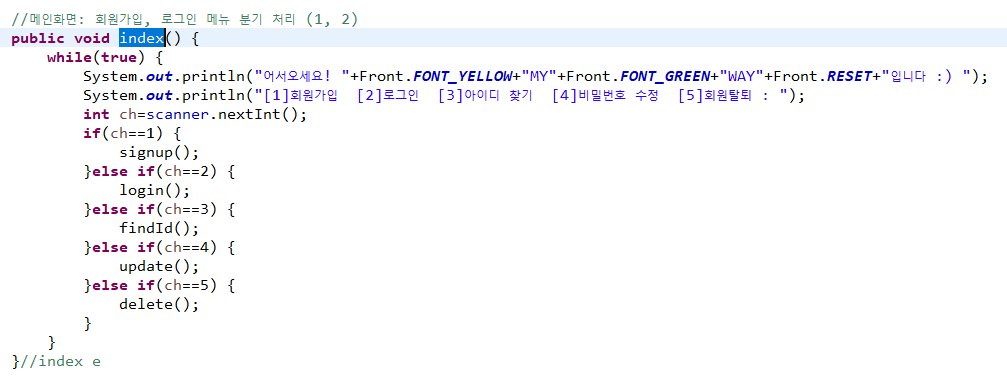 //메인화면: 회원가입, 로그인 메뉴 분기 처리 (1, 2)
public void index() {
    while(true) {
        System.out.println("어서오세요! "+Front.FONT_YELLOW+"MY"+Front.FONT_GREEN+"WAY"+Front.RESET+"입니다 :) ");
        System.out.println("[1]회원가입  [2]로그인  [3]아이디 찾기  [4]비밀번호 수정  [5]회원탈퇴 : ");
        int ch=scanner.nextInt();
        if(ch==1) {
            signup();
        }else if(ch==2) {
            login();
        }else if(ch==3) {
            findId();
        }else if(ch==4) {
            update();
        }else if(ch==5) {
            delete();
        }
    }
}//index e